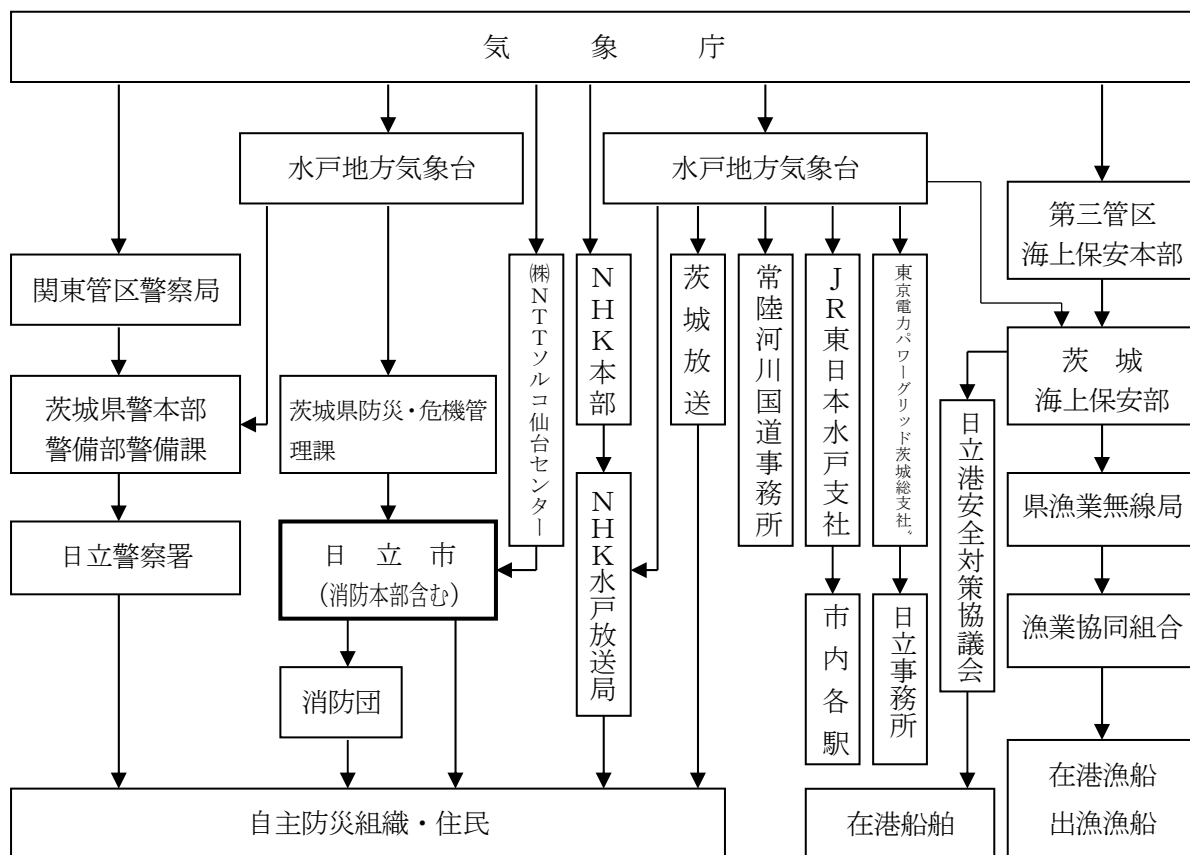 気象庁
水戸地方気象台
水戸地方気象台
第三管区
海上保安本部
関東管区警察局
㈱NTTソルコ仙台センター
NHK本部
茨城放送
常陸河川国道事務所
JR東日本水戸支社
東京電力パワーグリッド茨城総支社
茨城
海上保安部
茨城県警本部
警備部警備課
茨城県防災・危機管
理課
日立港安全対策協議会
NHK水戸放送局
県漁業無線局
日立警察署
日立市
(消防本部含む)
市内各駅
日立事務所
漁業協同組合
消防団
在港漁船
出漁漁船
自主防災組織・住民
在港船舶